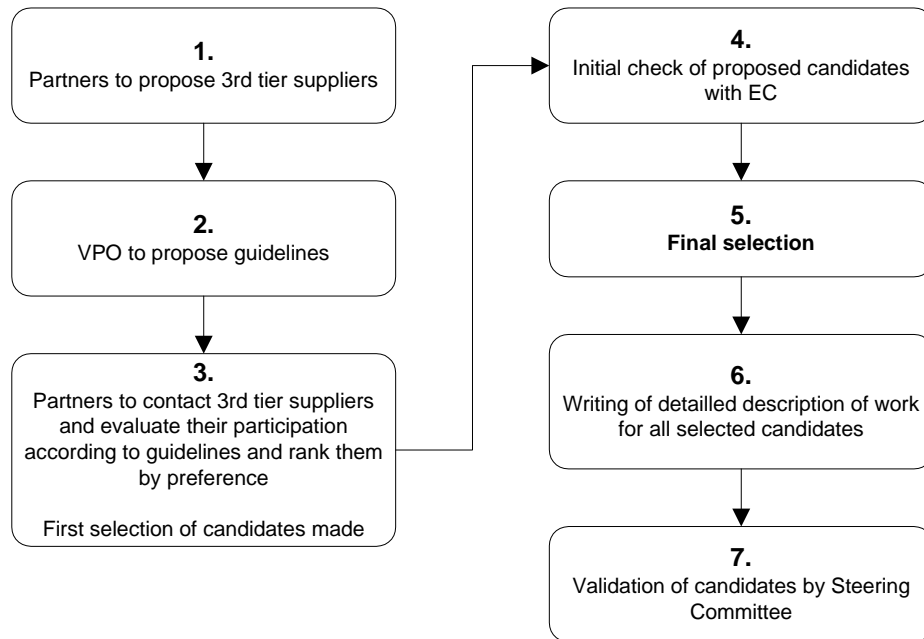 1.
Partners to propose 3rd tier suppliers
2.
VPO to propose guidelines
3.
Partners to contact 3rd tier suppliers
and evaluate their participation
according to guidelines and rank them
by preference
First selection of candidates made
4.
Initial check of proposed candidates
with EC
5.
Final selection
6.
Writing of detailled description of work
for all selected candidates
7.
Validation of candidates by Steering
Committee